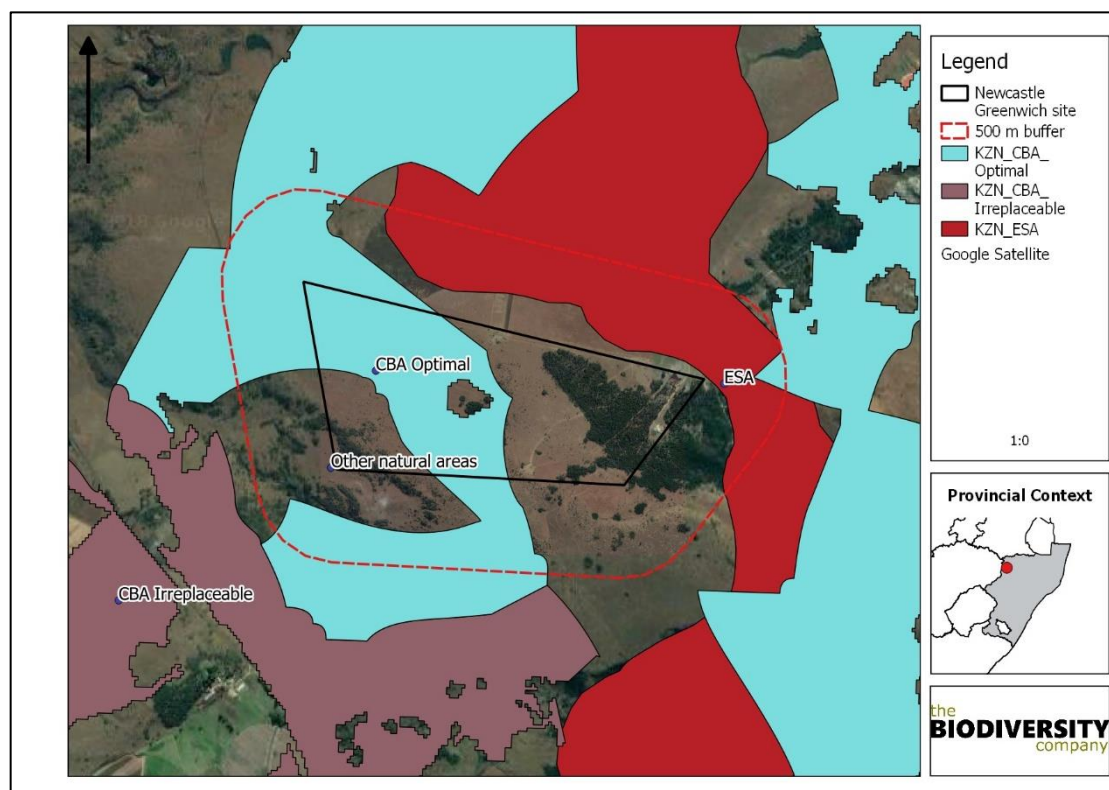 CBA Optimal
ESA
Other natural areas
CBA Irreplaceable
Legend
Newcastle
Greenwich site
500 m buffer
KZN_CBA_
Optimal
KZN_CBA_
Irreplaceable
KZN_ESA
Google Satellite
1:0
Provincial Context
the
BIODIVERSITY
company